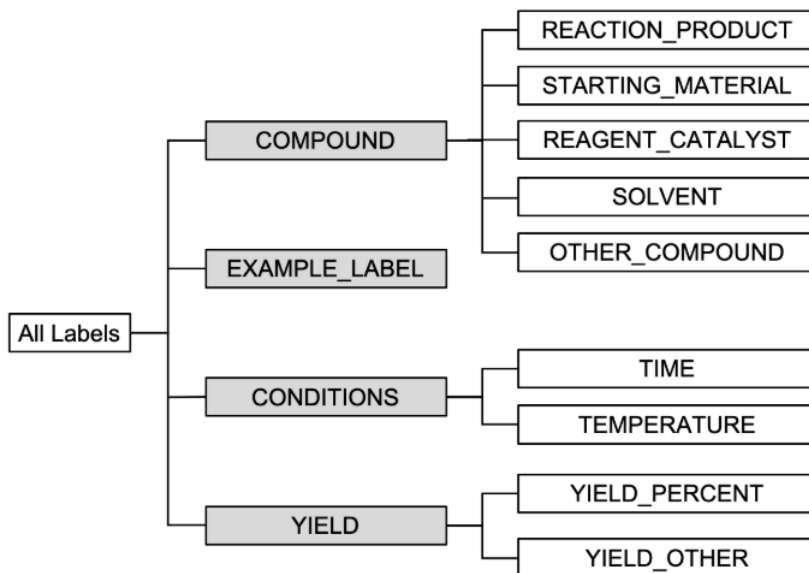 REACTION_PRODUCT
STARTING_MATERIAL
COMPOUND
REAGENT_CATALYST
SOLVENT
OTHER_COMPOUND
EXAMPLE_LABEL
All Labels
TIME
CONDITIONS
TEMPERATURE
YIELD_PERCENT
YIELD
YIELD_OTHER